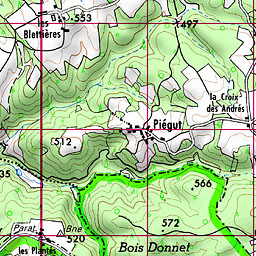 553
les
Blettières
497
la Croix
des Andrés
Piégut
512
35
566
572
Parat. Bne
520
les Plantés
Bois Donnet